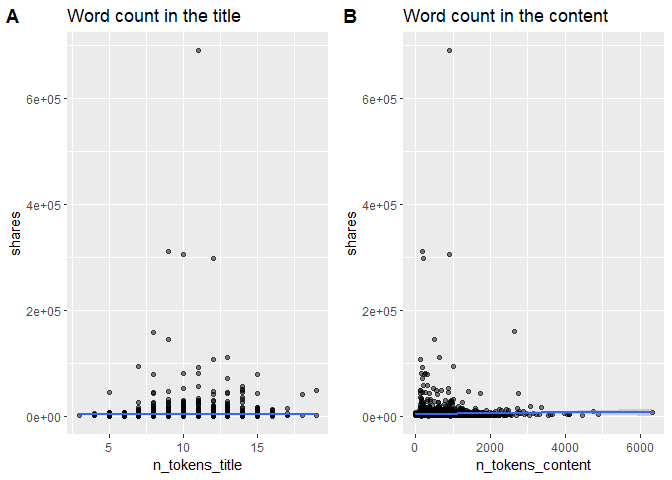 A Word count in the title
6e+05
4e+05
2e+05
0e+00
shares
5 10 15
n_tokens_title
B Word count in the content
6e+05
4e+05
2e+05
0e+00
shares
0 2000 4000 6000
n_tokens_content